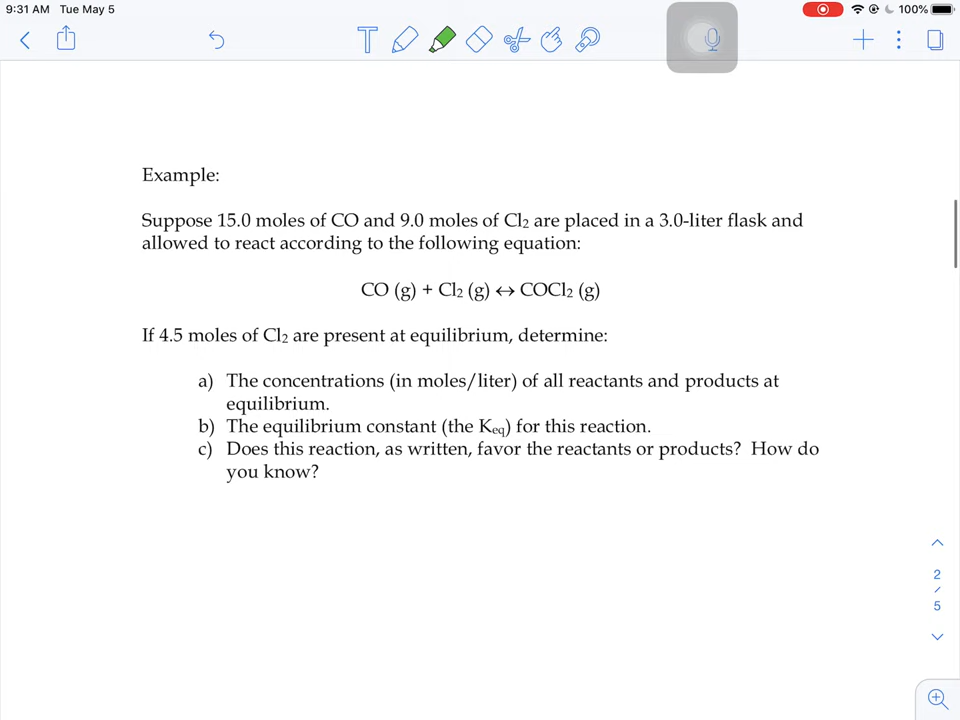 9:31 AM Tue May 5
100%
T
Example:
Suppose 15.0 moles of CO and 9.0 moles of Cl₂ are placed in a 3.0-liter flask and
allowed to react according to the following equation:
CO (g) + Cl₂ (g) ↔ COCl₂ (g)
If 4.5 moles of Cl₂ are present at equilibrium, determine:
a) The concentrations (in moles/liter) of all reactants and products at
equilibrium.
b) The equilibrium constant (the Keq) for this reaction.
c) Does this reaction, as written, favor the reactants or products? How do
you know?
2
/
5